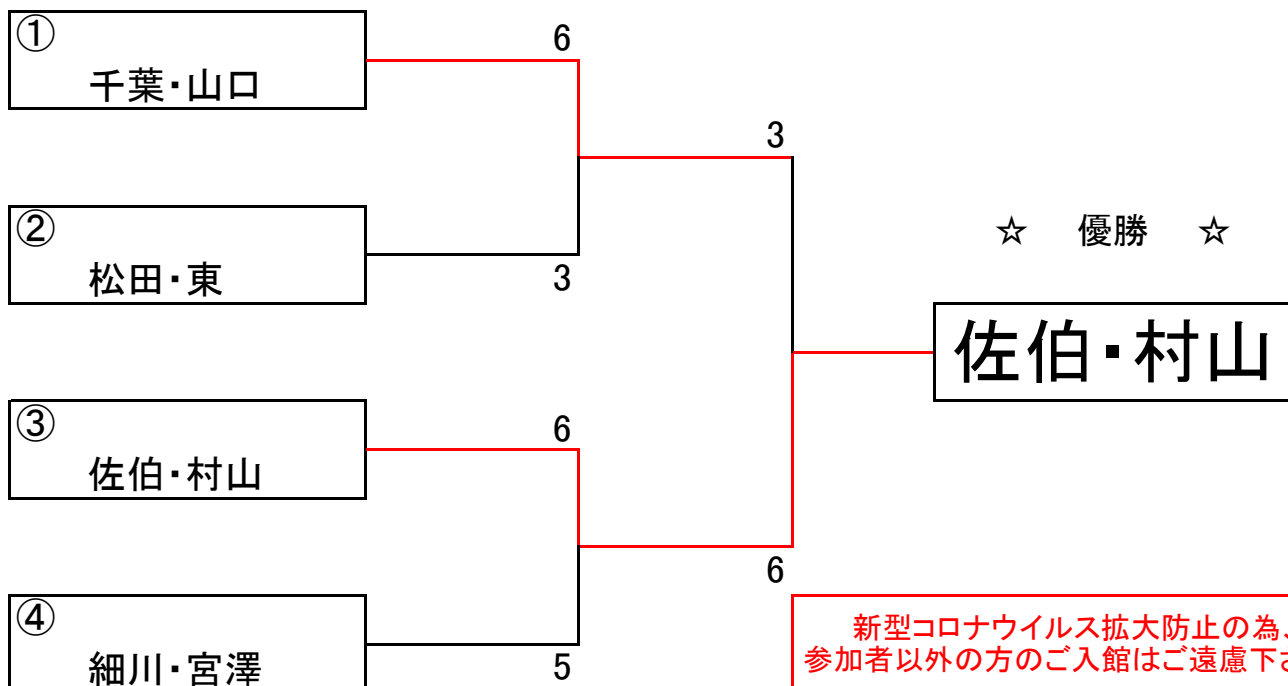 ①
千葉・山口
6
3
②
松田・東
3
☆ 優勝 ☆
佐伯・村山
③
佐伯・村山
6
6
④
細川・宮澤
5
新型コロナウイルス拡大防止の為、
参加者以外の方のご入館はご遠慮下さ